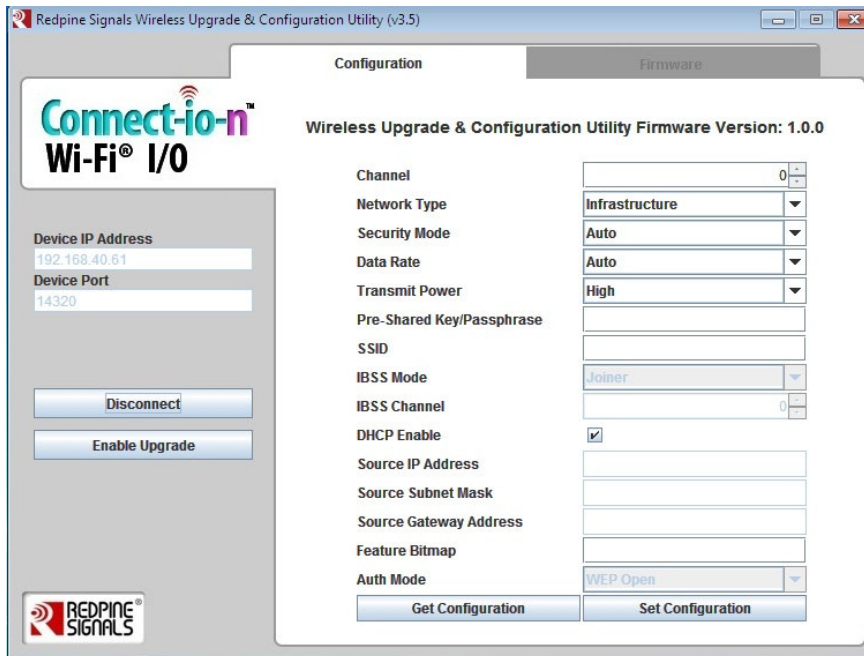 Redpine Signals Wireless Upgrade & Configuration Utility (v3.5)
Configuration
Firmware
Connect-io-n™
Wi-Fi® I/O
Wireless Upgrade & Configuration Utility Firmware Version: 1.0.0
Device IP Address
192.168.40.61
Device Port
14320
Disconnect
Enable Upgrade
Channel 0
Network Type Infrastructure
Security Mode Auto
Data Rate Auto
Transmit Power High
Pre-Shared Key/Passphrase
SSID
IBSS Mode Joiner
IBSS Channel 0
DHCP Enable
Source IP Address
Source Subnet Mask
Source Gateway Address
Feature Bitmap
Auth Mode WEP Open
Get Configuration Set Configuration
REDPINE®
SIGNALS